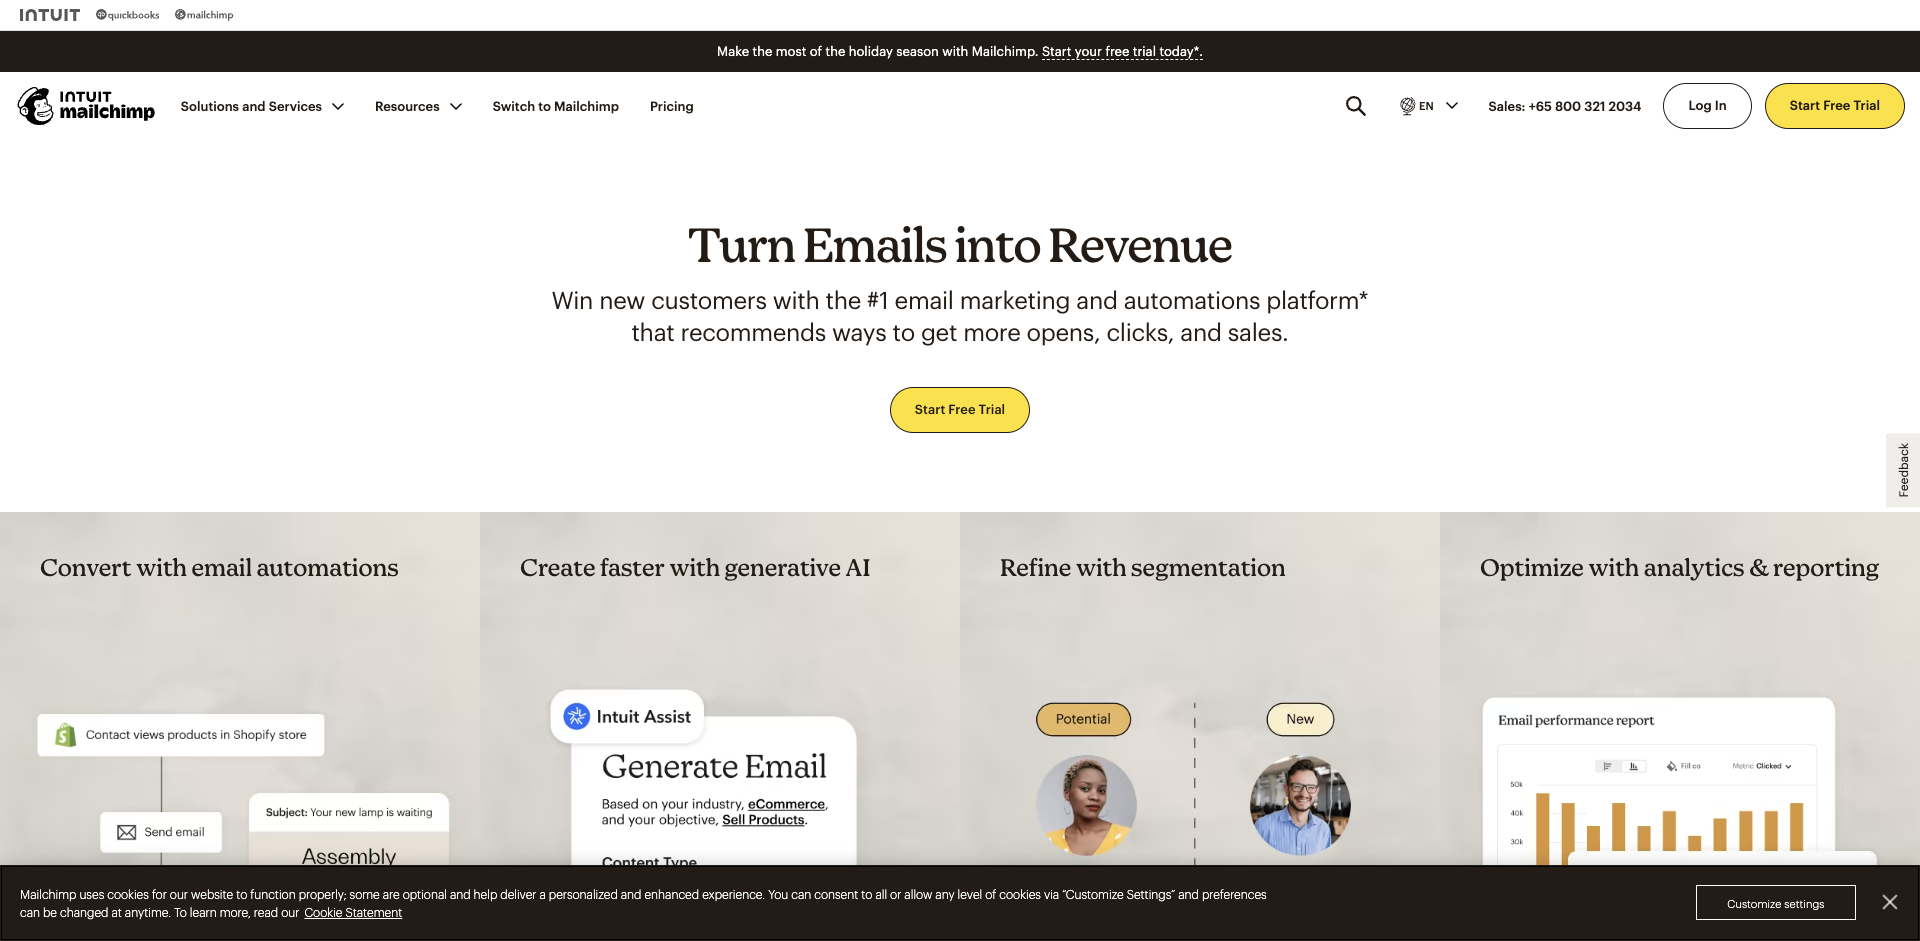 INTUIT
quickbooks
mailchimp
Make the most of the holiday season with Mailchimp. Start your free trial today*.
INTUIT
mailchimp
Solutions and Services
Resources
Switch to Mailchimp
Pricing
EN
Sales: +65 800 321 2034
Log In
Start Free Trial
Turn Emails into Revenue
Win new customers with the #1 email marketing and automations platform*
that recommends ways to get more opens, clicks, and sales.
Start Free Trial
Feedback
Convert with email automations
Contact views products in Shopify store
Send email
Subject: Your new lamp is waiting
Assembly
Create faster with generative AI
Intuit Assist
Generate Email
Based on your industry, eCommerce,
and your objective, Sell Products.
Content Type
Refine with segmentation
Potential
New
Optimize with analytics & reporting
Email performance report
Fill co
Metric: Clicked
50k
40k
30k
Mailchimp uses cookies for our website to function properly; some are optional and help deliver a personalized and enhanced experience. You can consent to all or allow any level of cookies via "Customize Settings" and preferences
can be changed at anytime. To learn more, read our Cookie Statement
Customize settings